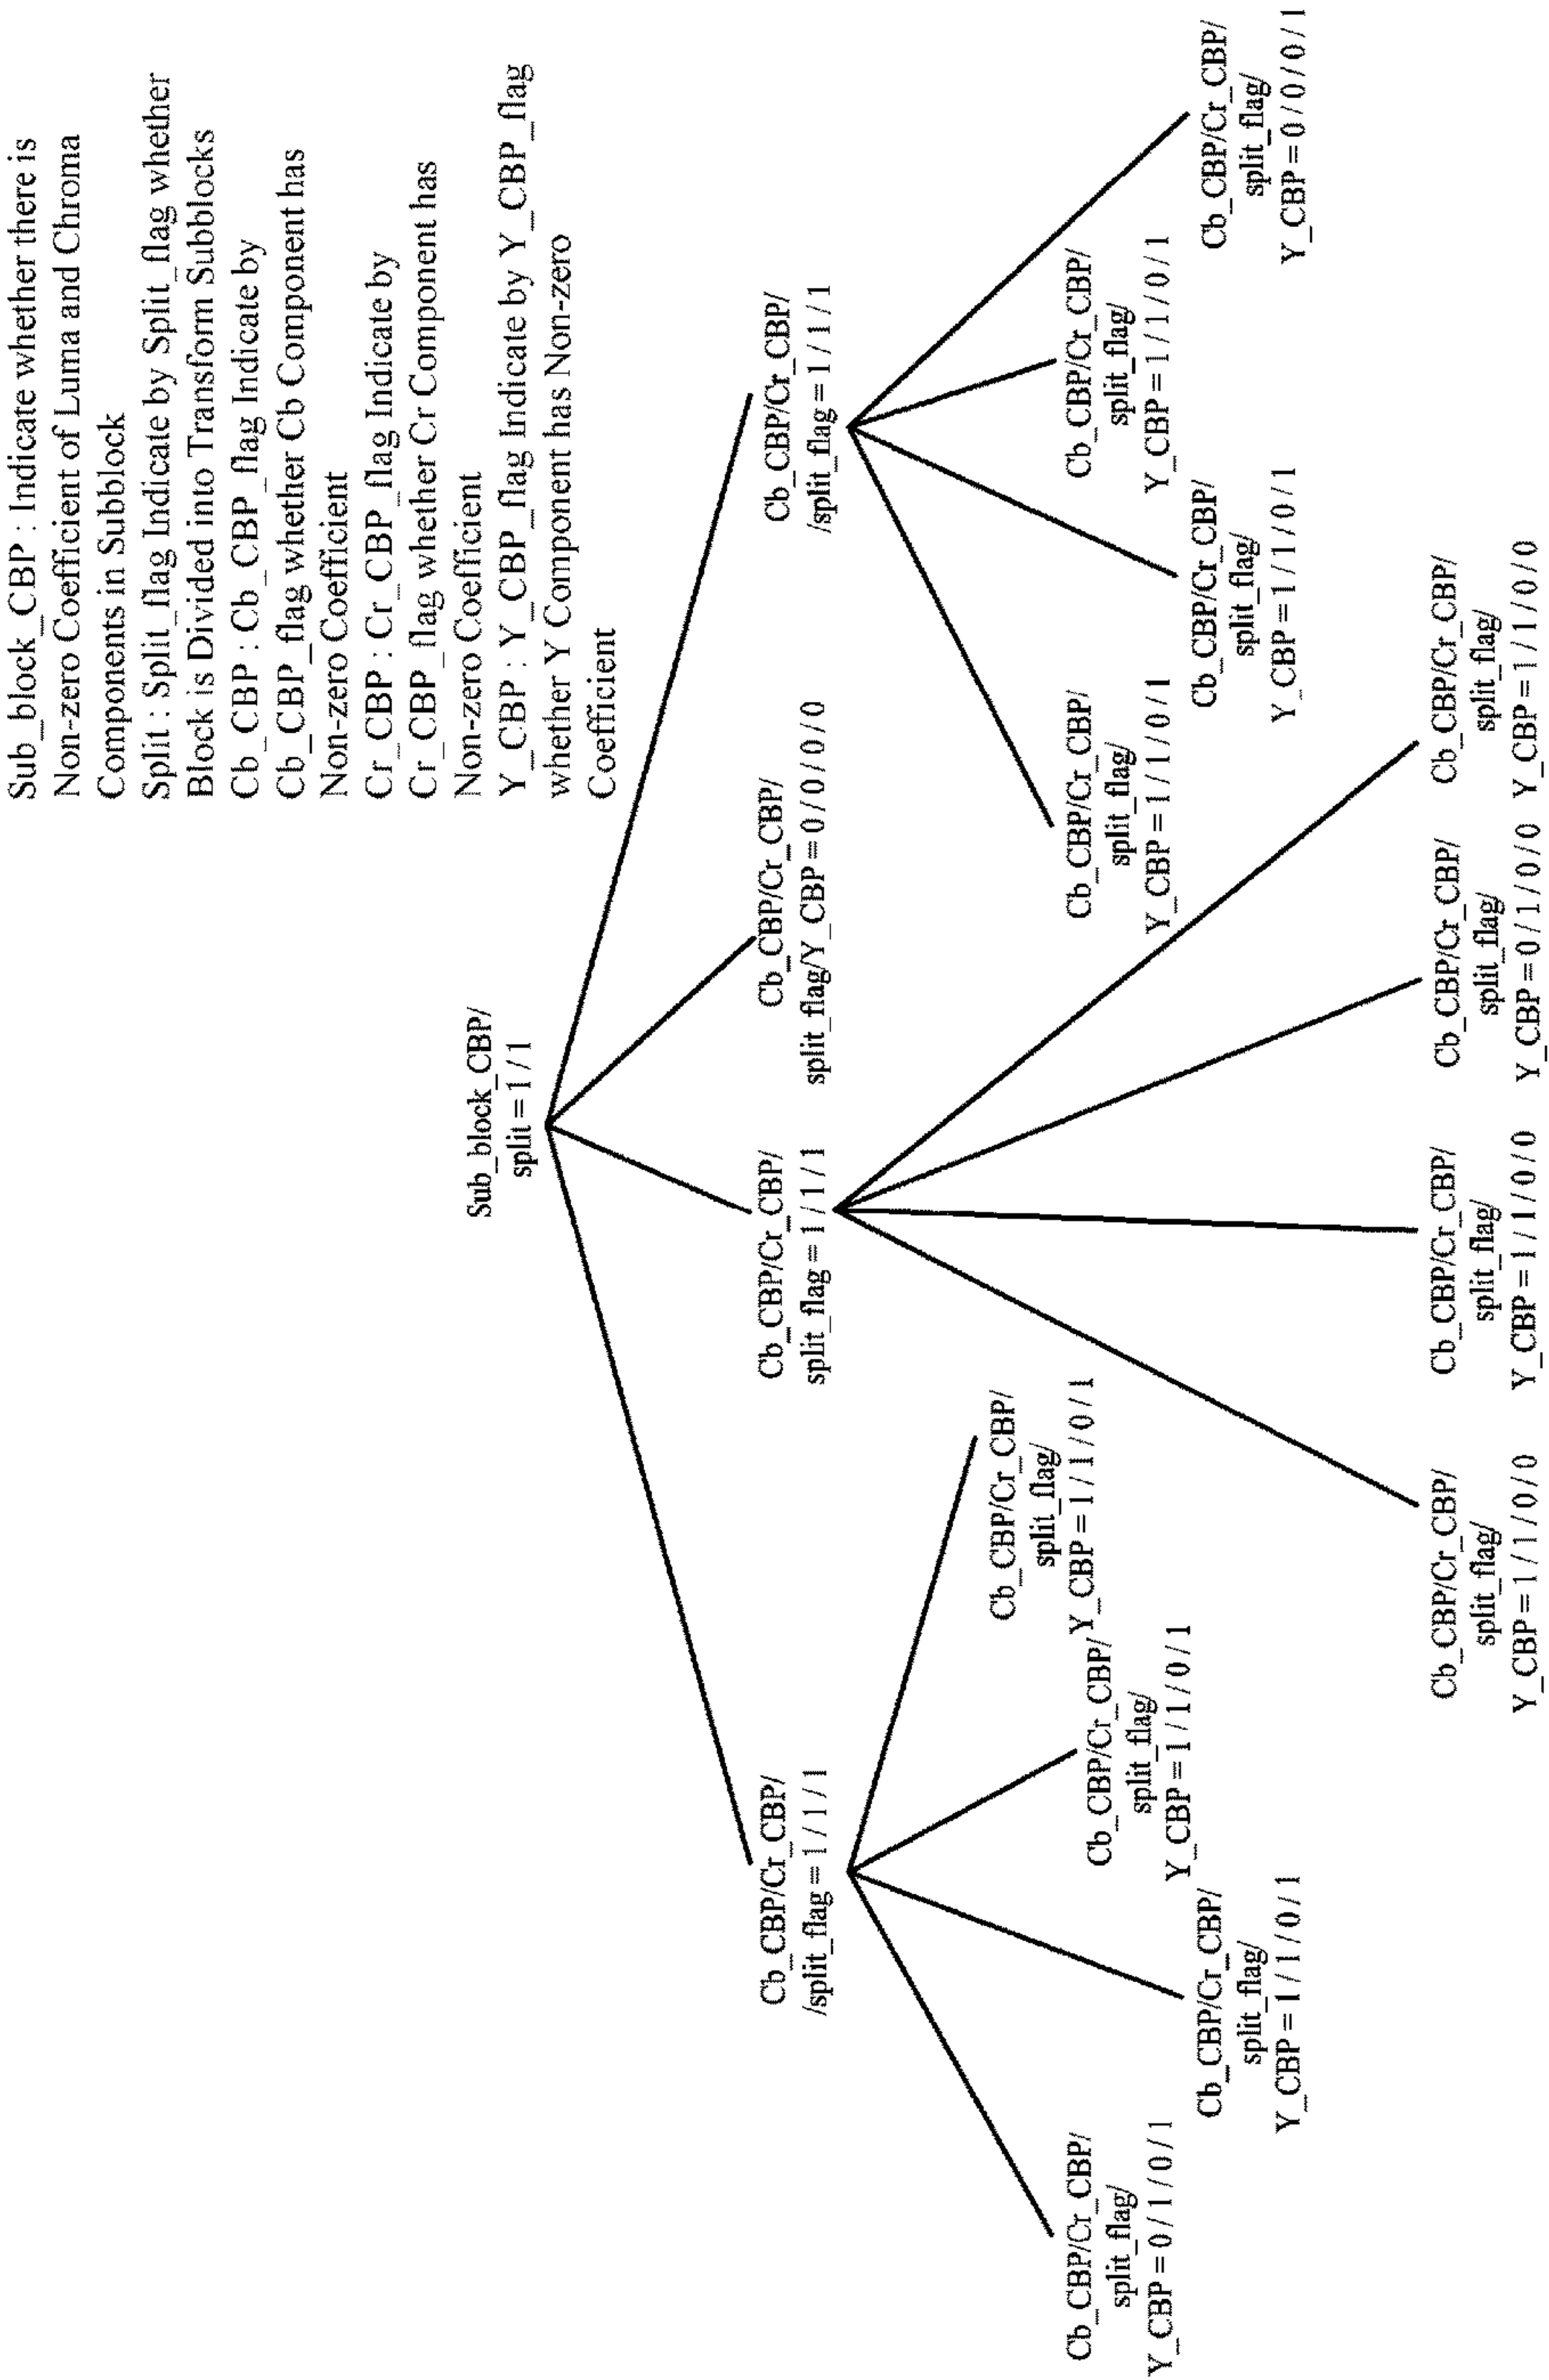 Sub_block_CBP : Indicate whether there is
Non-zero Coefficient of Luma and Chroma
Components in Subblock
Split : Split_flag Indicate by Split_flag whether
Block is Divided into Transform Subblocks
Cb_CBP : Cb_CBP_flag Indicate by
Cb_CBP_flag whether Cb Component has
Non-zero Coefficient
Cr_CBP : Cr_CBP_flag Indicate by
Cr_CBP_flag whether Cr Component has
Non-zero Coefficient
Y_CBP : Y_CBP_flag Indicate by Y_CBP_flag
whether Y Component has Non-zero
Coefficient
Sub_block_CBP/
split = 1 / 1
Cb_CBP/Cr_CBP/
/split_flag = 1 / 1 / 1
Cb_CBP/Cr_CBP/
split_flag = 1 / 1 / 1
Cb_CBP/Cr_CBP/
split_flag/Y_CBP = 0 / 0 / 0 / 0
Cb_CBP/Cr_CBP/
/split_flag = 1 / 1 / 1
Cb_CBP/Cr_CBP/
split_flag/
Y_CBP = 0 / 1 / 0 / 1
Cb_CBP/Cr_CBP/
split_flag/
Y_CBP = 1 / 1 / 0 / 1
Cb_CBP/Cr_CBP/
split_flag/
Y_CBP = 1 / 1 / 0 / 1
Cb_CBP/Cr_CBP/
split_flag/
Y_CBP = 1 / 1 / 0 / 1
Cb_CBP/Cr_CBP/
split_flag/
Y_CBP = 1 / 1 / 0 / 1
Cb_CBP/Cr_CBP/
split_flag/
Y_CBP = 1 / 1 / 0 / 1
Cb_CBP/Cr_CBP/
split_flag/
Y_CBP = 1 / 1 / 0 / 1
Cb_CBP/Cr_CBP/
split_flag/
Y_CBP = 0 / 0 / 0 / 1
Cb_CBP/Cr_CBP/
split_flag/
Y_CBP = 1 / 1 / 0 / 0
Cb_CBP/Cr_CBP/
split_flag/
Y_CBP = 1 / 1 / 0 / 0
Cb_CBP/Cr_CBP/
split_flag/
Y_CBP = 0 / 1 / 0 / 0
Cb_CBP/Cr_CBP/
split_flag/
Y_CBP = 1 / 1 / 0 / 0